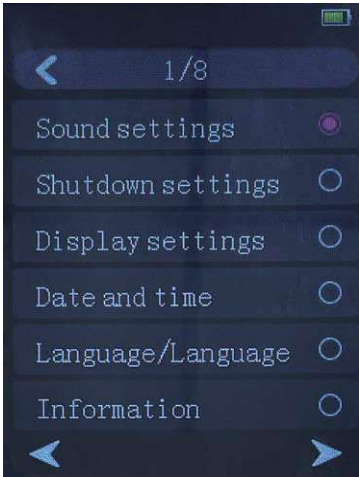 1/8
Sound settings
Shutdown settings
Display settings
Date and time
Language/Language
Information